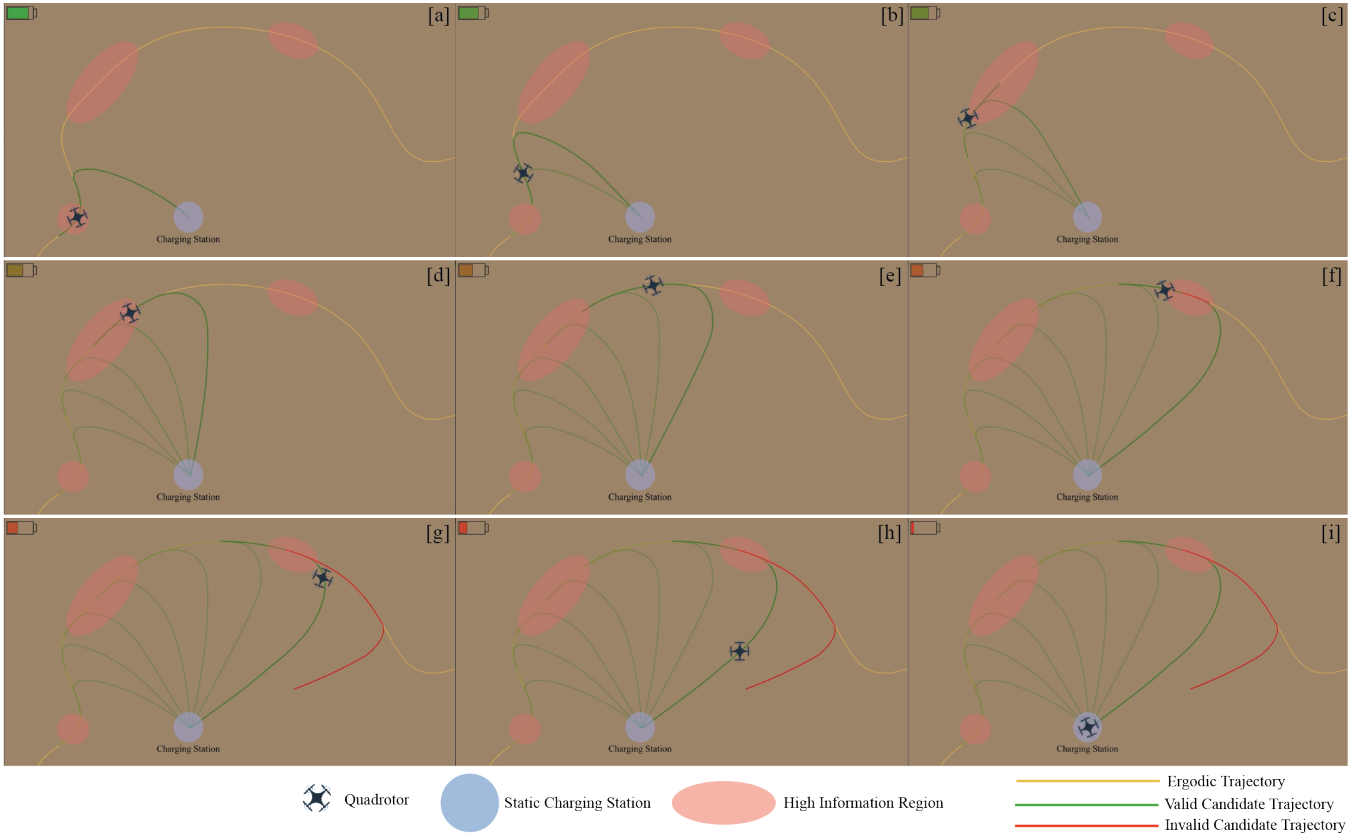 [a]
[b]
[c]
Charging Station
Charging Station
Charging Station
[d]
[e]
[f]
Charging Station
Charging Station
Charging Station
[g]
[h]
[i]
Charging Station
Charging Station
Charging Station
Quadrotor
Static Charging Station
High Information Region
Ergodic Trajectory
Valid Candidate Trajectory
Invalid Candidate Trajectory